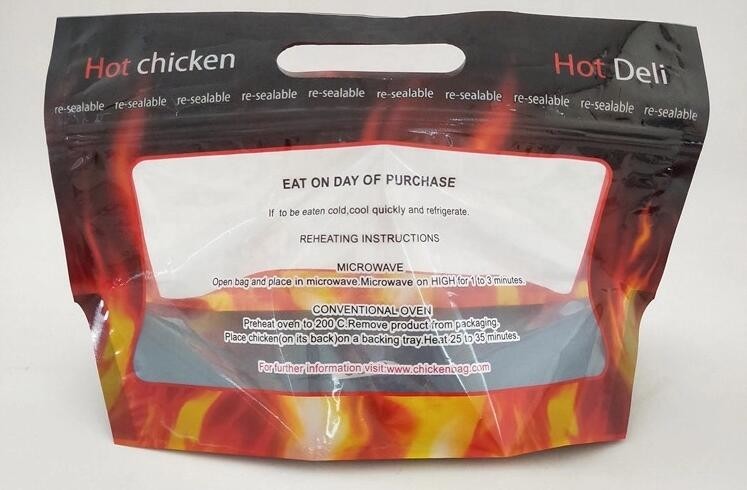 Hot chicken
Hot Deli
re-sealable re-sealable re-sealable re-sealable re-sealable re-sealable re-sealable re-sealable re-sealable re-sealable
EAT ON DAY OF PURCHASE
If to be eaten cold,cool quickly and refrigerate.
REHEATING INSTRUCTIONS
MICROWAVE
Open bag and place in microwave.Microwave on HIGH for 1 to 3 minutes.
CONVENTIONAL OVEN
Preheat oven to 200 C.Remove product from packaging.
Place chicken(on its back)on a backing tray.Heat 25 to 35 minutes.
For further information visit:www.chickenbag.com